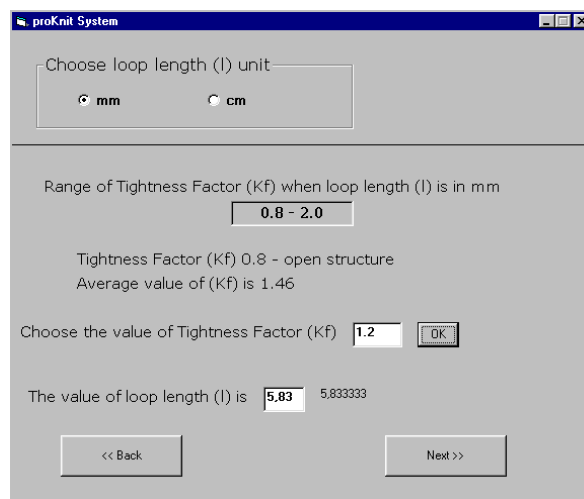 proKnit System
Choose loop length (l) unit
mm cm
Range of Tightness Factor (Kf) when loop length (l) is in mm
0.8 - 2.0
Tightness Factor (Kf) 0.8 - open structure
Average value of (Kf) is 1.46
Choose the value of Tightness Factor (Kf) 1.2 OK
The value of loop length (l) is 5,83 5,833333
<< Back Next >>